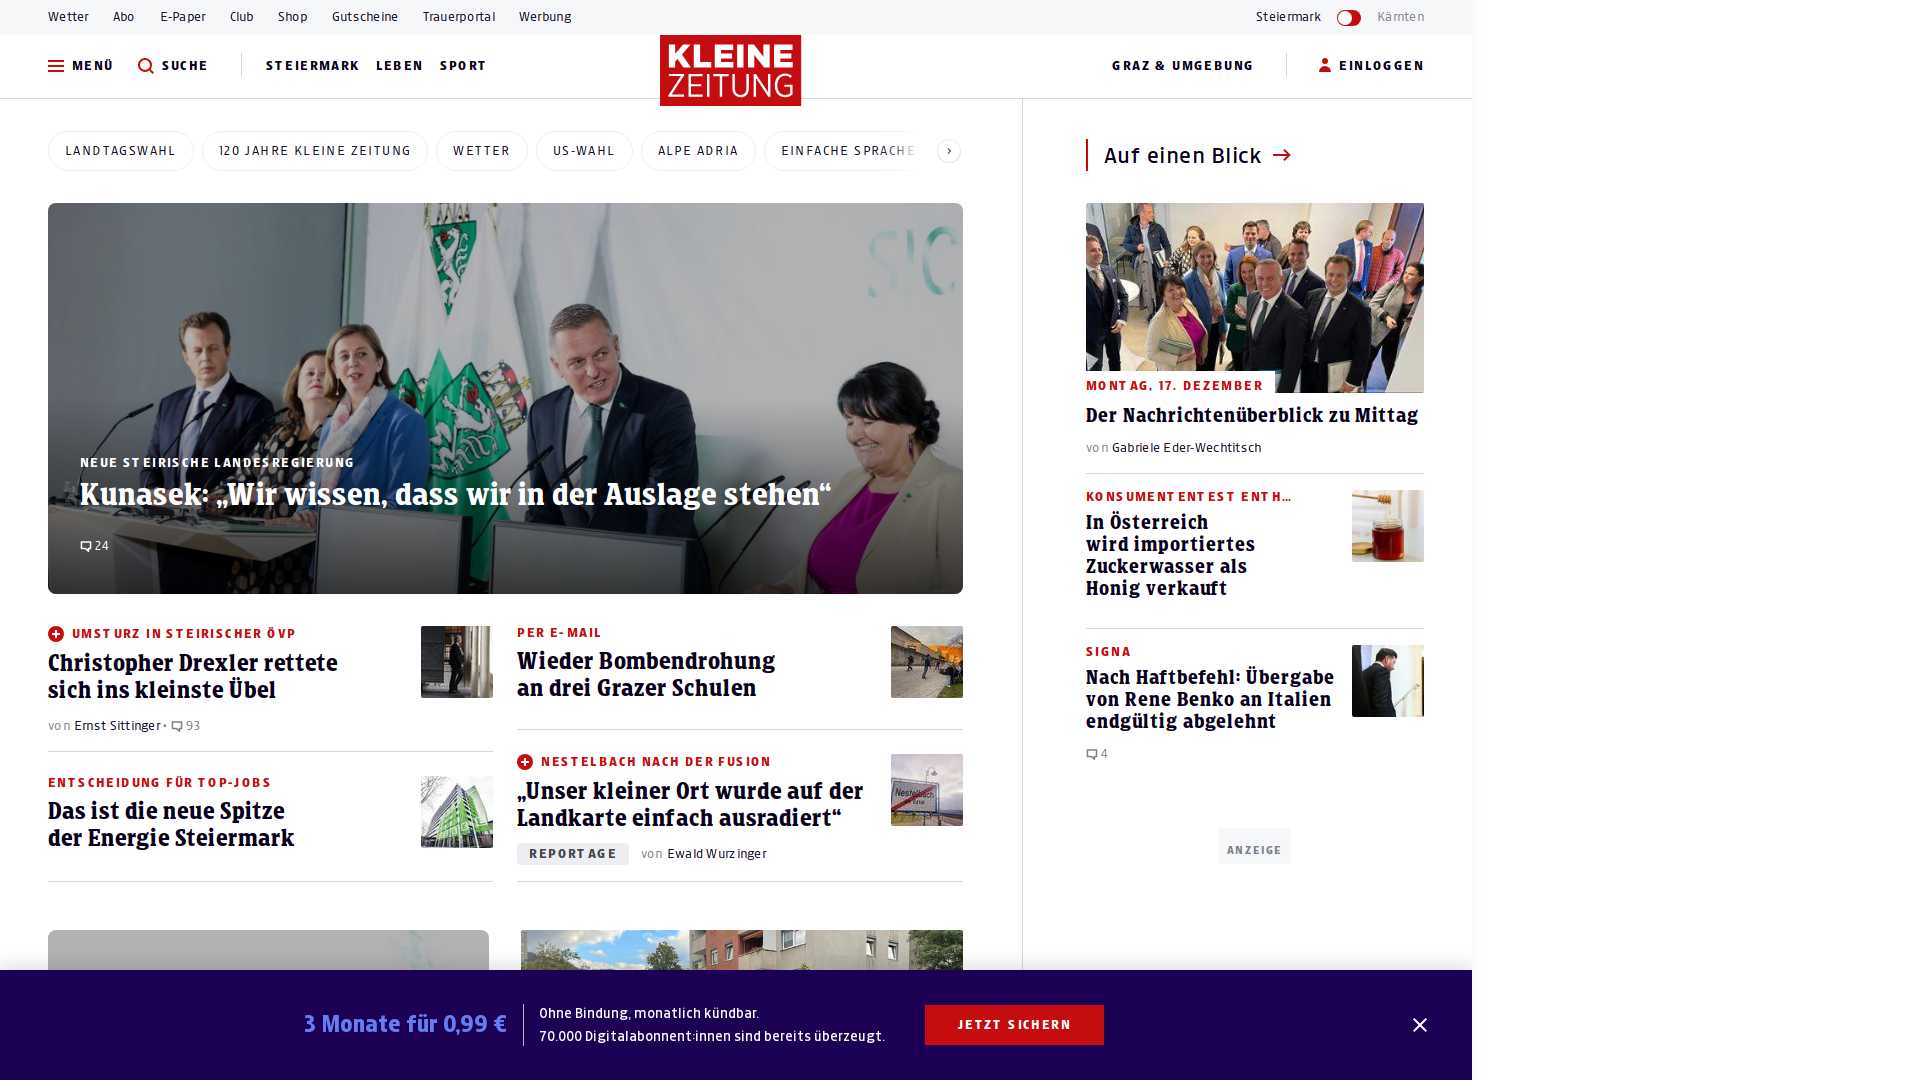 Wetter Abo E-Paper Club Shop Gutscheine Trauerportal Werbung Steiermark Kärnten
MENÜ SUCHE STEIERMARK LEBEN SPORT KLEINE ZEITUNG GRAZ & UMGEBUNG EINLOGGEN
LANDTAGSWAHL 120 JAHRE KLEINE ZEITUNG WETTER US-WAHL ALPE ADRIA EINFACHE SPRACHE
NEUE STEIRISCHE LANDESREGIERUNG
Kunasek: „Wir wissen, dass wir in der Auslage stehen“
24
UMSTURZ IN STEIRISCHER ÖVP
Christopher Drexler rettete
sich ins kleinste Übel
von Ernst Sittinger • 93
ENTSCHEIDUNG FÜR TOP-JOBS
Das ist die neue Spitze
der Energie Steiermark
PER E-MAIL
Wieder Bombendrohung
an drei Grazer Schulen
NESTELBACH NACH DER FUSION
„Unser kleiner Ort wurde auf der
Landkarte einfach ausradiert“
REPORTAGE von Ewald Wurzinger
Nestelbach
Auf einen Blick
MONTAG, 17. DEZEMBER
Der Nachrichtenüberblick zu Mittag
von Gabriele Eder-Wechtitsch
KONSUMENTENTEST ENTH...
In Österreich
wird importiertes
Zuckerwasser als
Honig verkauft
SIGNA
Nach Haftbefehl: Übergabe
von Rene Benko an Italien
endgültig abgelehnt
4
ANZEIGE
3 Monate für 0,99 €
Ohne Bindung, monatlich kündbar.
70.000 Digitalabonnent:innen sind bereits überzeugt.
JETZT SICHERN